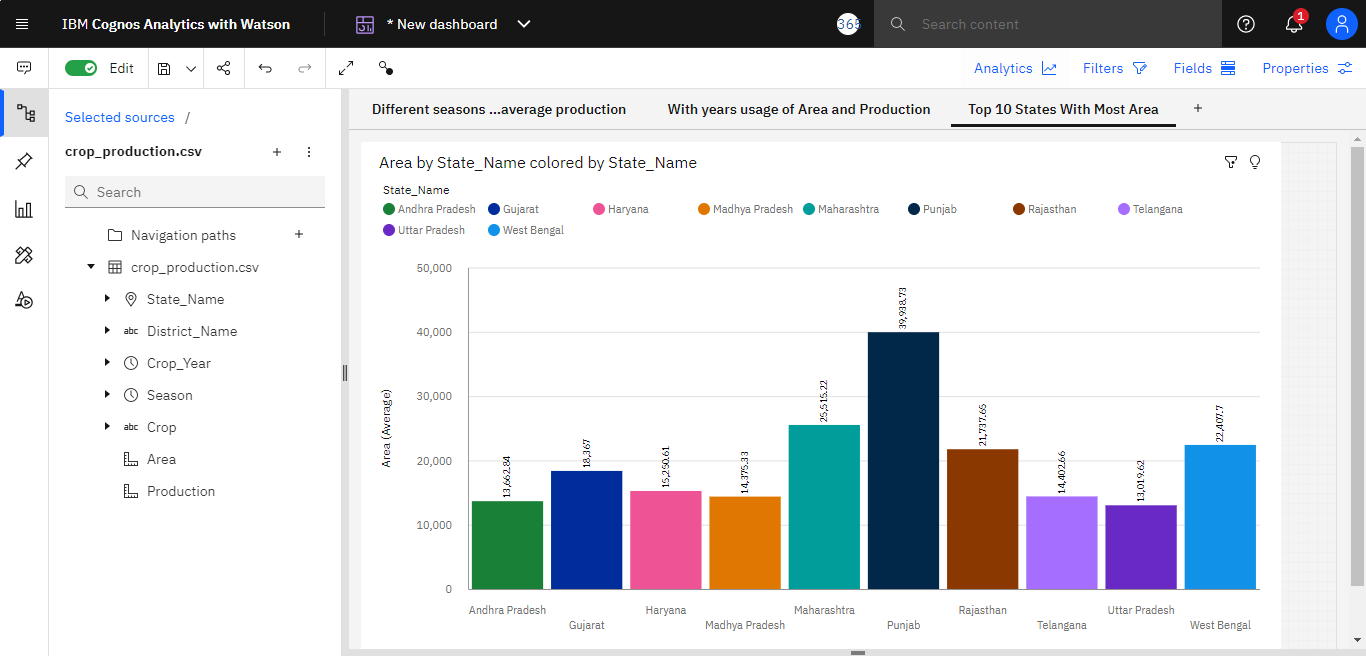 IBM Cognos Analytics with Watson
* New dashboard
365
Search content
1
Edit
Analytics
Filters
Fields
Properties
Selected sources /
crop_production.csv
Search
Navigation paths
crop_production.csv
State_Name
abc District_Name
Crop_Year
Season
abc Crop
Area
Production
Different seasons ...average production
With years usage of Area and Production
Top 10 States With Most Area
Area by State_Name colored by State_Name
State_Name
Andhra Pradesh Gujarat Haryana Madhya Pradesh Maharashtra Punjab Rajasthan Telangana
Uttar Pradesh West Bengal
Area (Average)
50,000
40,000
30,000
20,000
10,000
0
13,662.84
18,367
15,250.61
14,375.33
25,515.22
39,938.73
21,737.65
14,402.66
13,019.62
22,407.7
Andhra Pradesh
Gujarat
Haryana
Madhya Pradesh
Maharashtra
Punjab
Rajasthan
Telangana
Uttar Pradesh
West Bengal